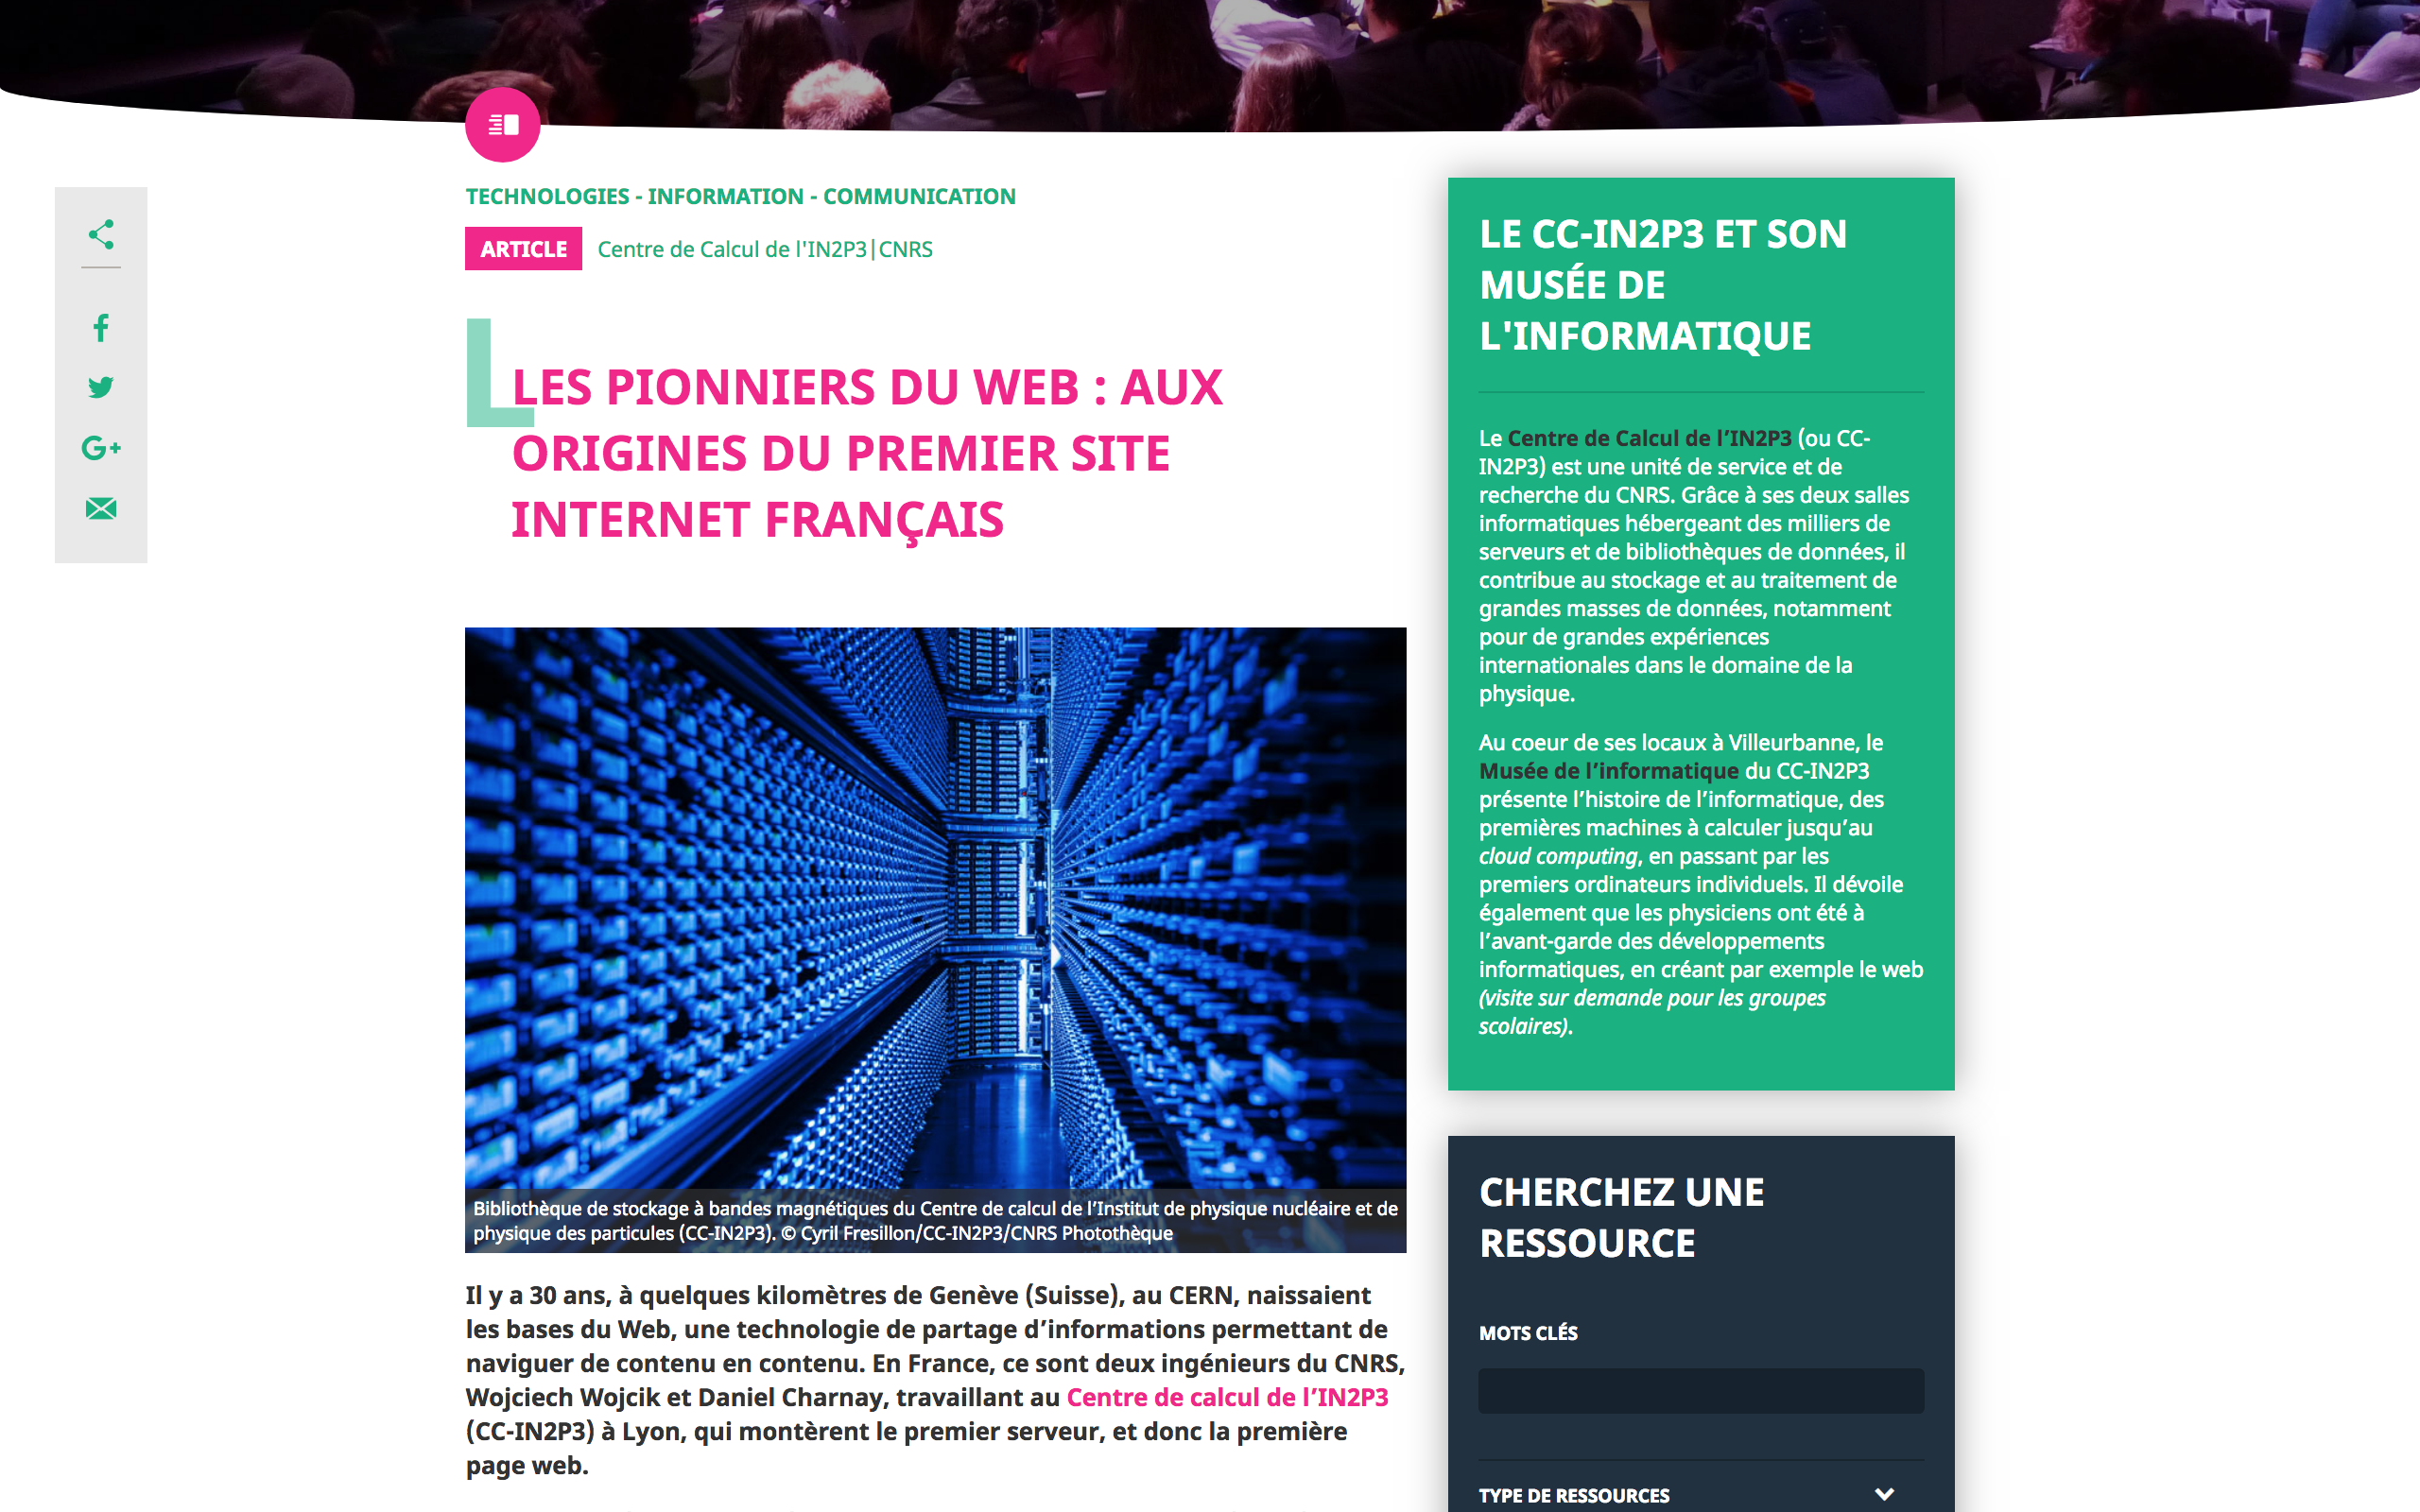 TECHNOLOGIES - INFORMATION - COMMUNICATION
ARTICLE Centre de Calcul de l'IN2P3|CNRS
L
LES PIONNIERS DU WEB : AUX
ORIGINES DU PREMIER SITE
INTERNET FRANÇAIS
Bibliothèque de stockage à bandes magnétiques du Centre de calcul de l’Institut de physique nucléaire et de
physique des particules (CC-IN2P3). © Cyril Fresillon/CC-IN2P3/CNRS Photothèque
Il y a 30 ans, à quelques kilomètres de Genève (Suisse), au CERN, naissaient
les bases du Web, une technologie de partage d’informations permettant de
naviguer de contenu en contenu. En France, ce sont deux ingénieurs du CNRS,
Wojciech Wojcik et Daniel Charnay, travaillant au Centre de calcul de l’IN2P3
(CC-IN2P3) à Lyon, qui montèrent le premier serveur, et donc la première
page web.
LE CC-IN2P3 ET SON
MUSÉE DE
L'INFORMATIQUE
Le Centre de Calcul de l’IN2P3 (ou CC-
IN2P3) est une unité de service et de
recherche du CNRS. Grâce à ses deux salles
informatiques hébergeant des milliers de
serveurs et de bibliothèques de données, il
contribue au stockage et au traitement de
grandes masses de données, notamment
pour de grandes expériences
internationales dans le domaine de la
physique.
Au coeur de ses locaux à Villeurbanne, le
Musée de l’informatique du CC-IN2P3
présente l’histoire de l’informatique, des
premières machines à calculer jusqu’au
cloud computing, en passant par les
premiers ordinateurs individuels. Il dévoile
également que les physiciens ont été à
l’avant-garde des développements
informatiques, en créant par exemple le web
(visite sur demande pour les groupes
scolaires).
CHERCHEZ UNE
RESSOURCE
MOTS CLÉS
TYPE DE RESSOURCES